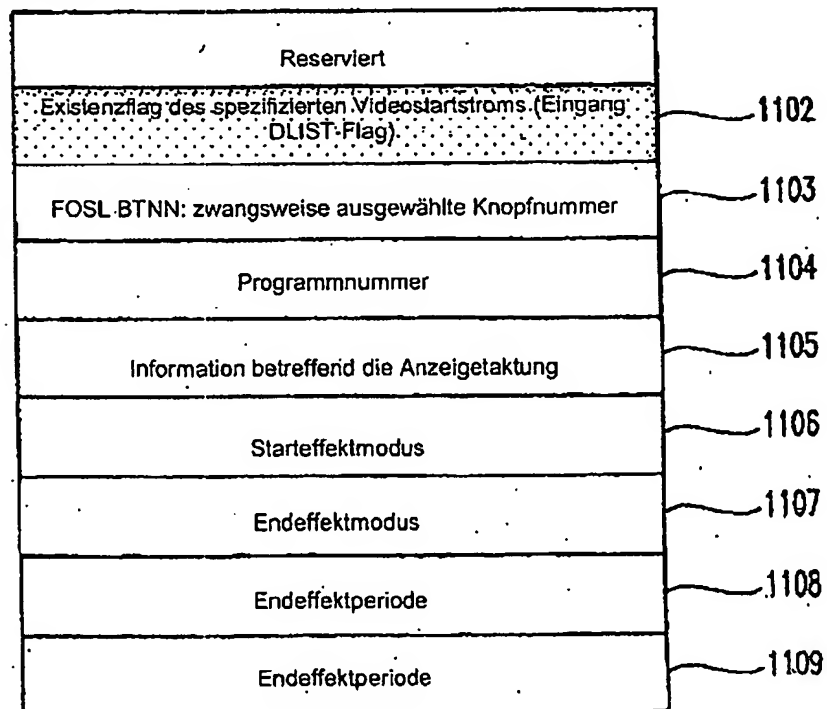 Reserviert
Existenzflag des spezifizierten Videostartstroms (Eingang
DLIST-Flag)
1102
FOSL BTNN: zwangsweise ausgewählte Knopfnummer
1103
Programmnummer
1104
Information betreffend die Anzeigetaktung
1105
Starteffektmodus
1106
Endeffektmodus
1107
Endeffektperiode
1108
Endeffektperiode
1109